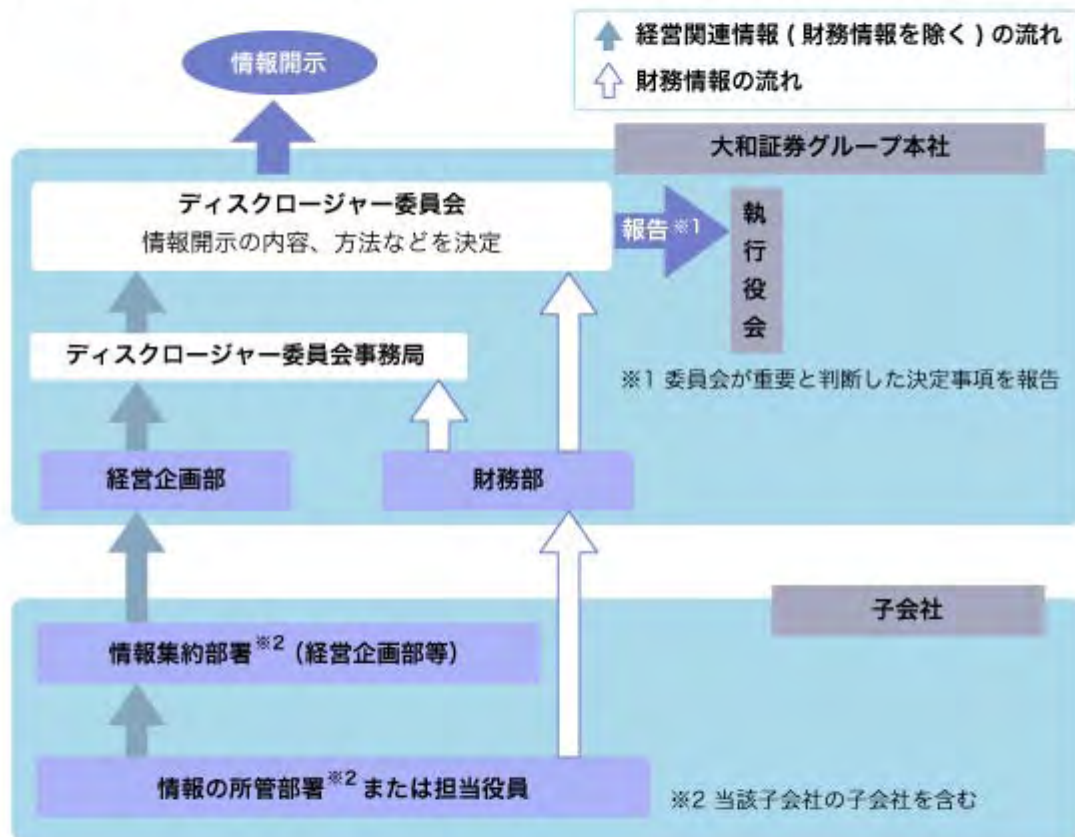 情報開示
経営関連情報 ( 財務情報を除く ) の流れ
財務情報の流れ
大和証券グループ本社
ディスクロージャー委員会
情報開示の内容、方法などを決定
報告 ※1
執行役会
ディスクロージャー委員会事務局
※1 委員会が重要と判断した決定事項を報告
経営企画部
財務部
子会社
情報集約部署※2（経営企画部等）
情報の所管部署※2 または担当役員
※2 当該子会社の子会社を含む